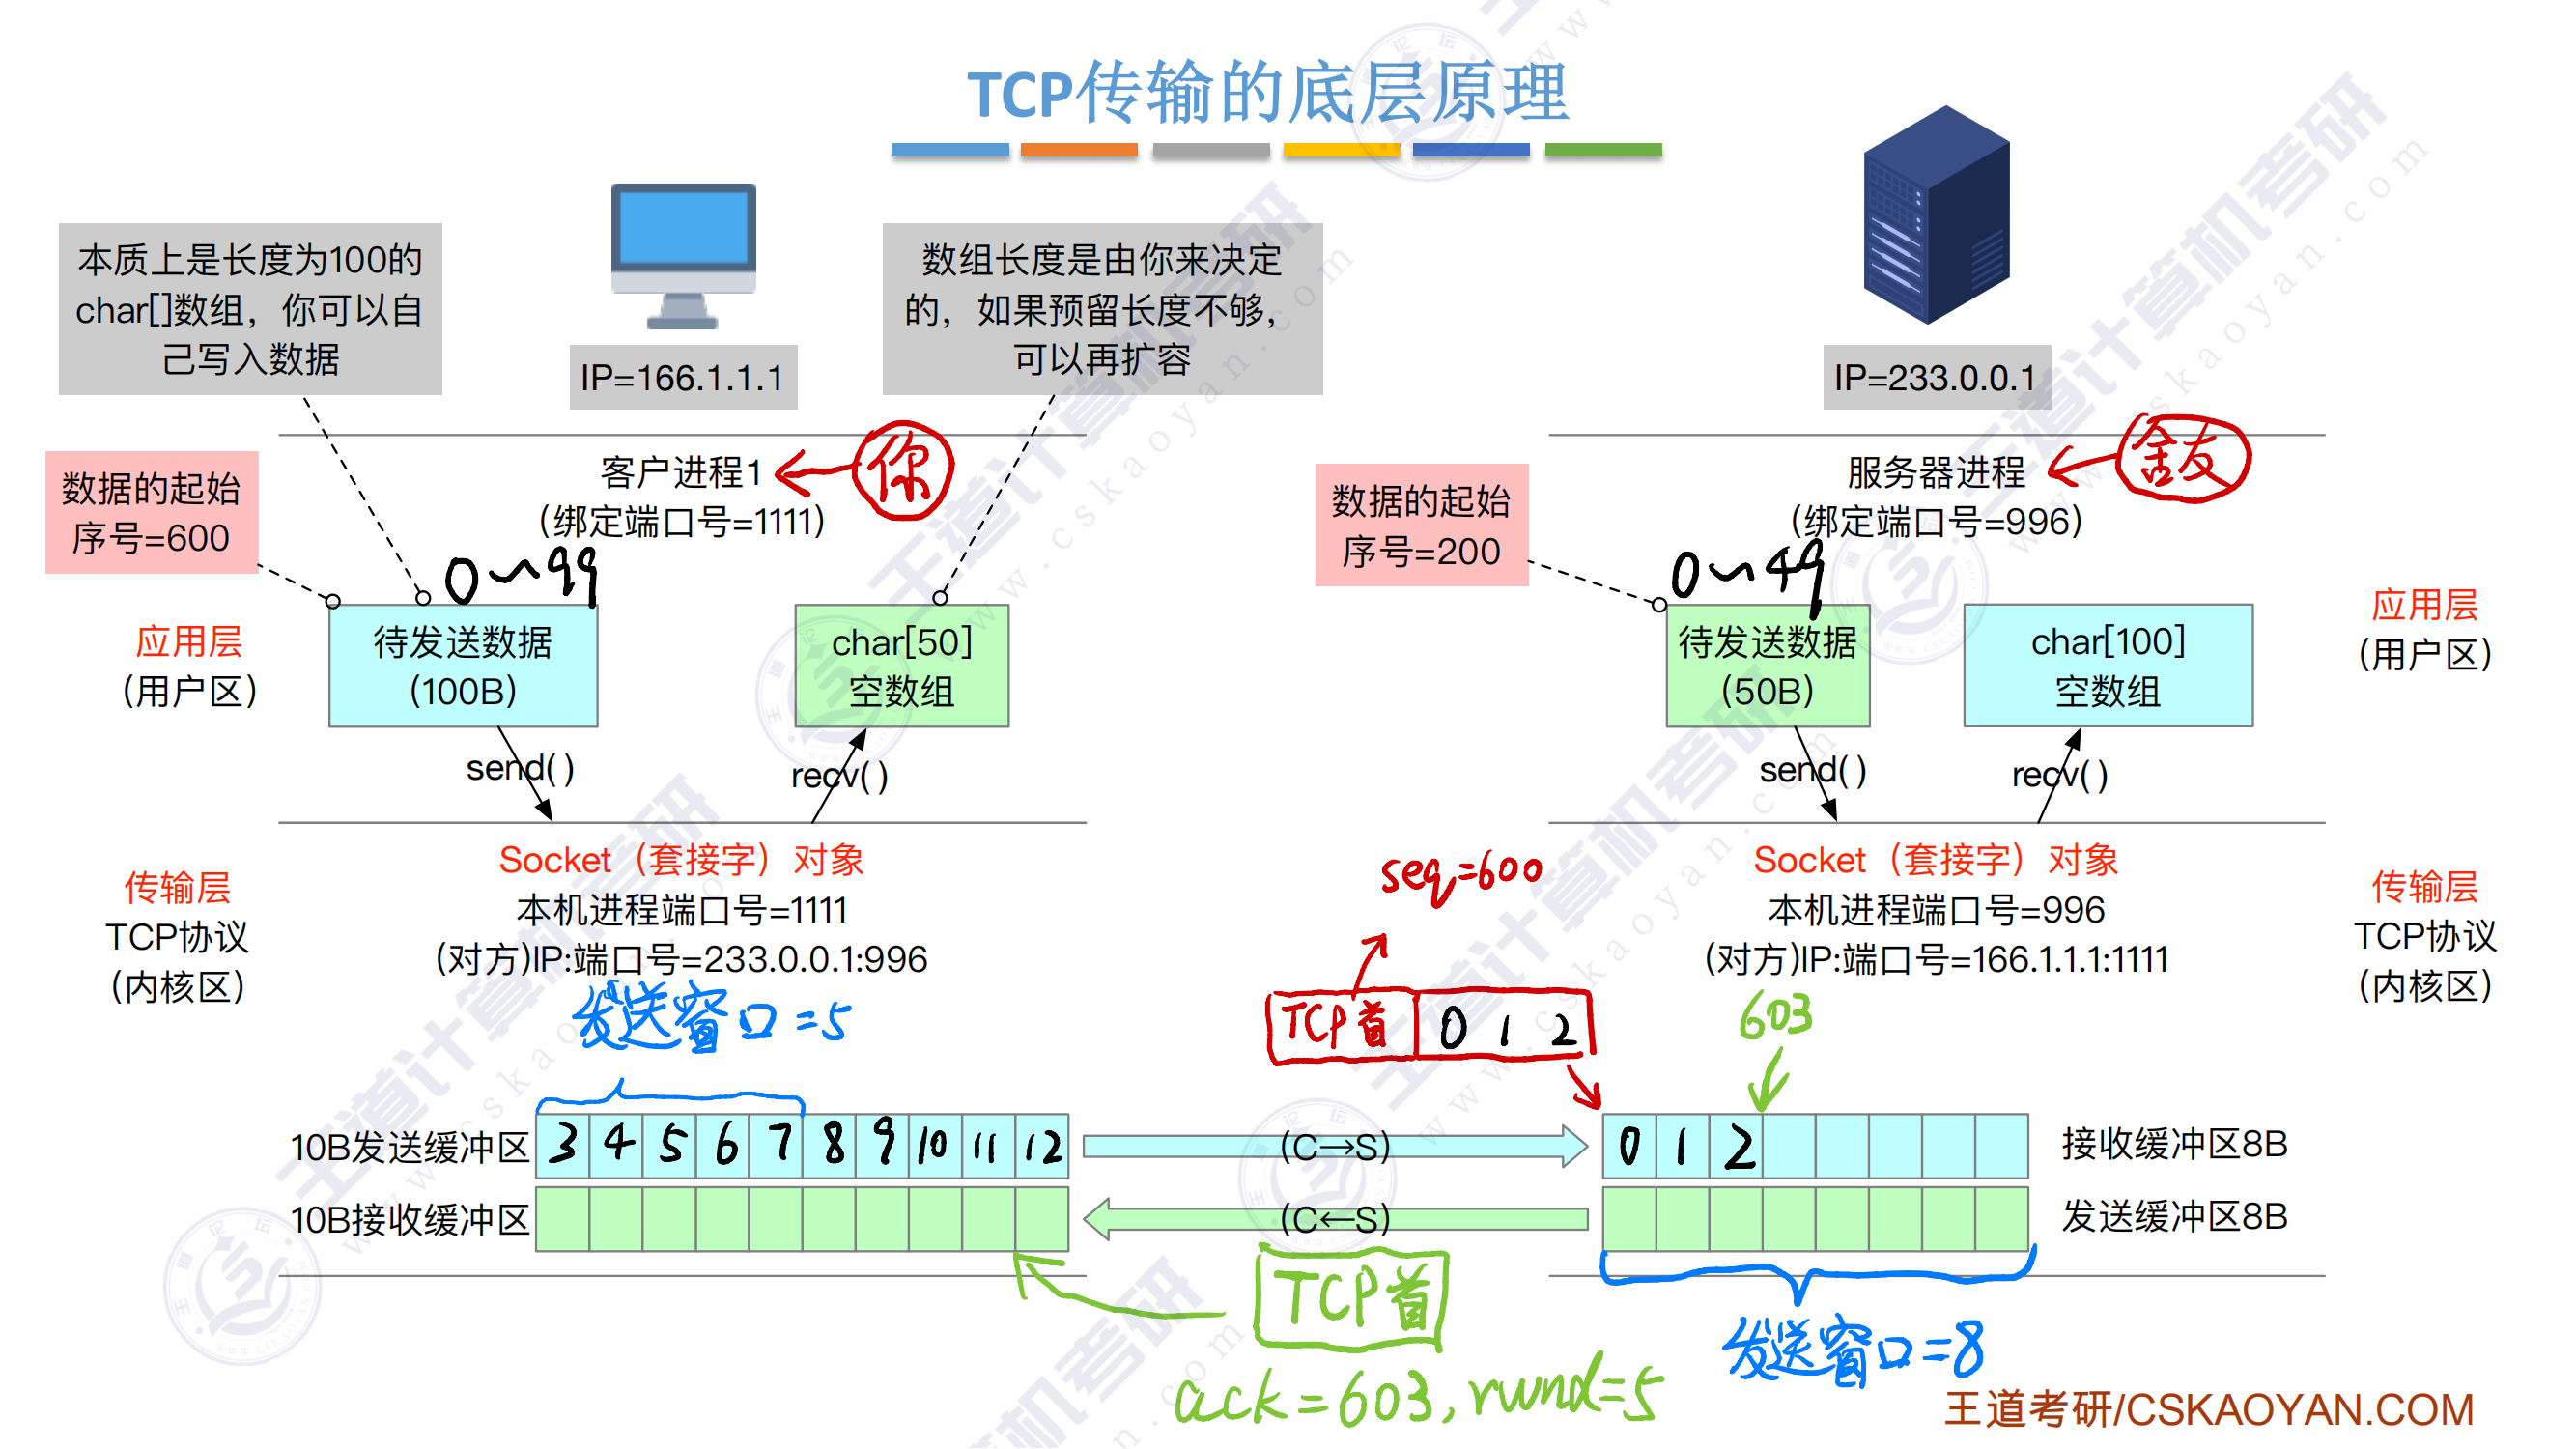 TCP传输的底层原理
本质上是长度为100的
char[]数组，你可以自
己写入数据
IP=166.1.1.1
数组长度是由你来决定
的，如果预留长度不够，
可以再扩容
IP=233.0.0.1
数据的起始
序号=600
客户进程1
(绑定端口号=1111)
你
数据的起始
序号=200
服务器进程
(绑定端口号=996)
0~99
0~49
应用层
(用户区)
待发送数据
(100B)
char[50]
空数组
待发送数据
(50B)
char[100]
空数组
应用层
(用户区)
send()
recv()
send()
recv()
传输层
TCP协议
(内核区)
Socket（套接字）对象
本机进程端口号=1111
(对方)IP:端口号=233.0.0.1:996
发送窗口=5
seq=600
TCP首 0 1 2
Socket（套接字）对象
本机进程端口号=996
(对方)IP:端口号=166.1.1.1:1111
603
传输层
TCP协议
(内核区)
10B发送缓冲区
3 4 5 6 7 8 9 10 11 12
(C→S)
0 1 2
接收缓冲区8B
10B接收缓冲区
(C←S)
发送缓冲区8B
TCP首
ack=603, rwnd=5
发送窗口=8
王道考研/CSKAOYAN.COM
王道计算机考研
www.cskaoyan.com